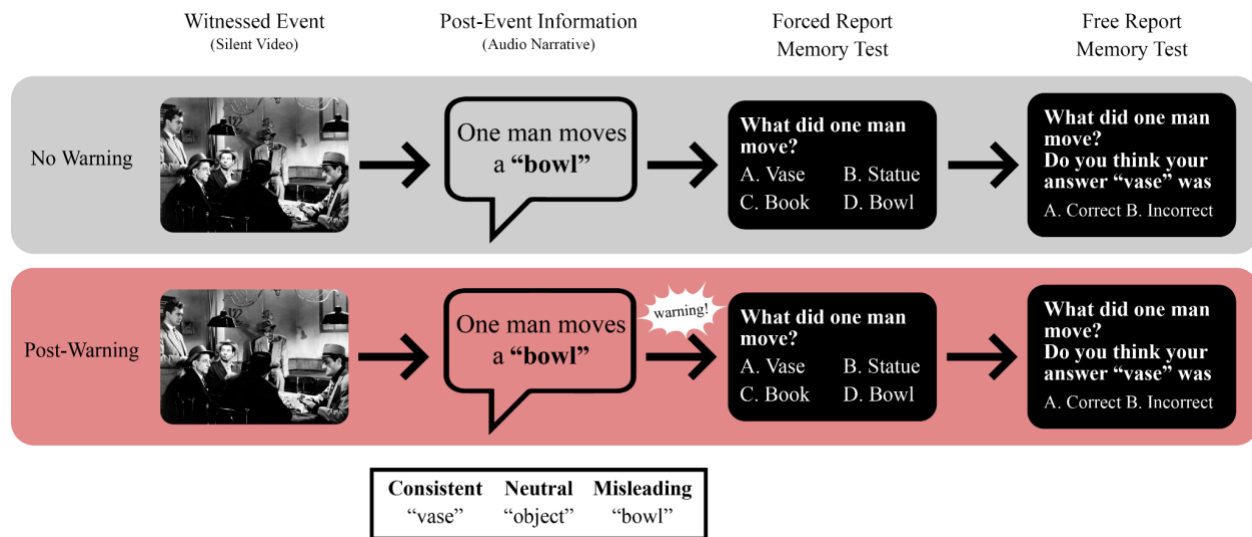 Witnessed Event
(Silent Video)
Post-Event Information
(Audio Narrative)
Forced Report
Memory Test
Free Report
Memory Test
No Warning
One man moves
a “bowl”
What did one man
move?
A. Vase B. Statue
C. Book D. Bowl
What did one man
move?
Do you think your
answer “vase” was
A. Correct B. Incorrect
Post-Warning
One man moves
a “bowl”
warning!
What did one man
move?
A. Vase B. Statue
C. Book D. Bowl
What did one man
move?
Do you think your
answer “vase” was
A. Correct B. Incorrect
Consistent Neutral Misleading
“vase” “object” “bowl”